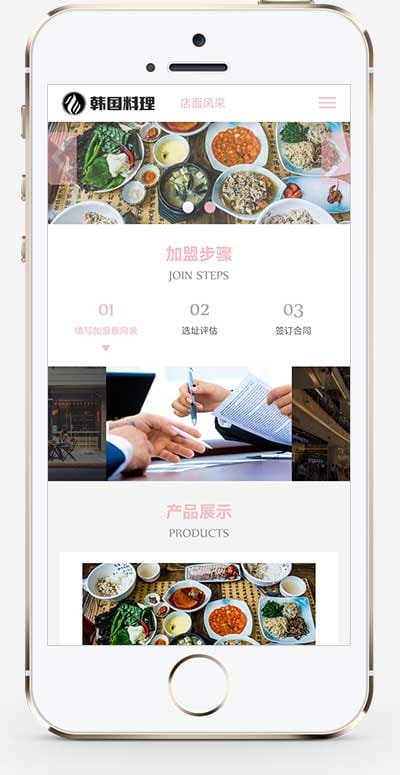 韩国料理
店面风采
加盟步骤
JOIN STEPS
01
02
03
填写加盟意向表
选址评估
签订合同
产品展示
PRODUCTS